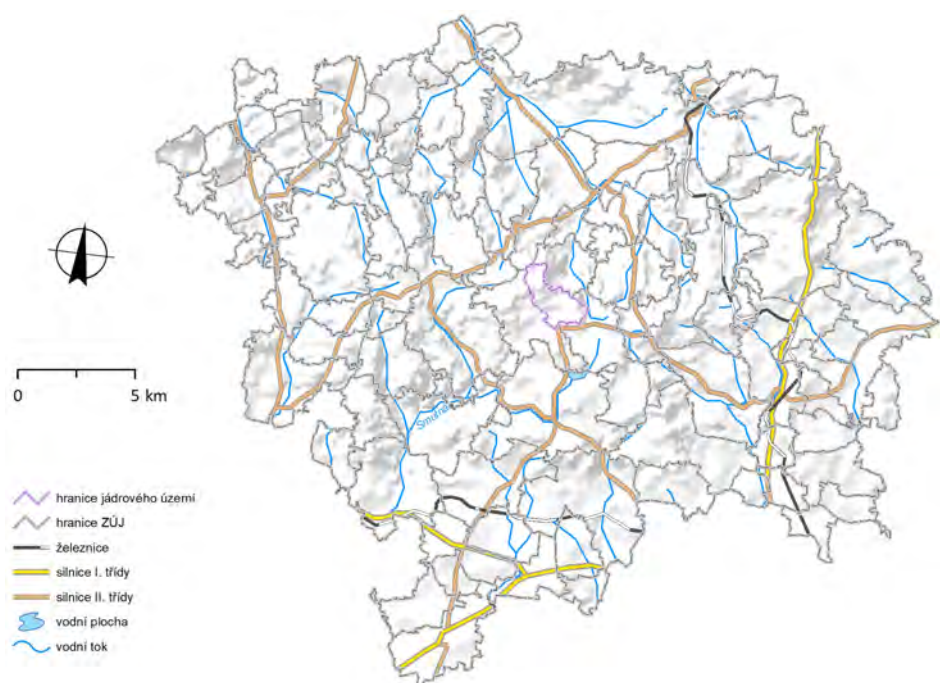 Smutná
0 5 km
hranice jádrového území
hranice ZÚJ
železnice
silnice I. třídy
silnice II. třídy
vodní plocha
vodní tok